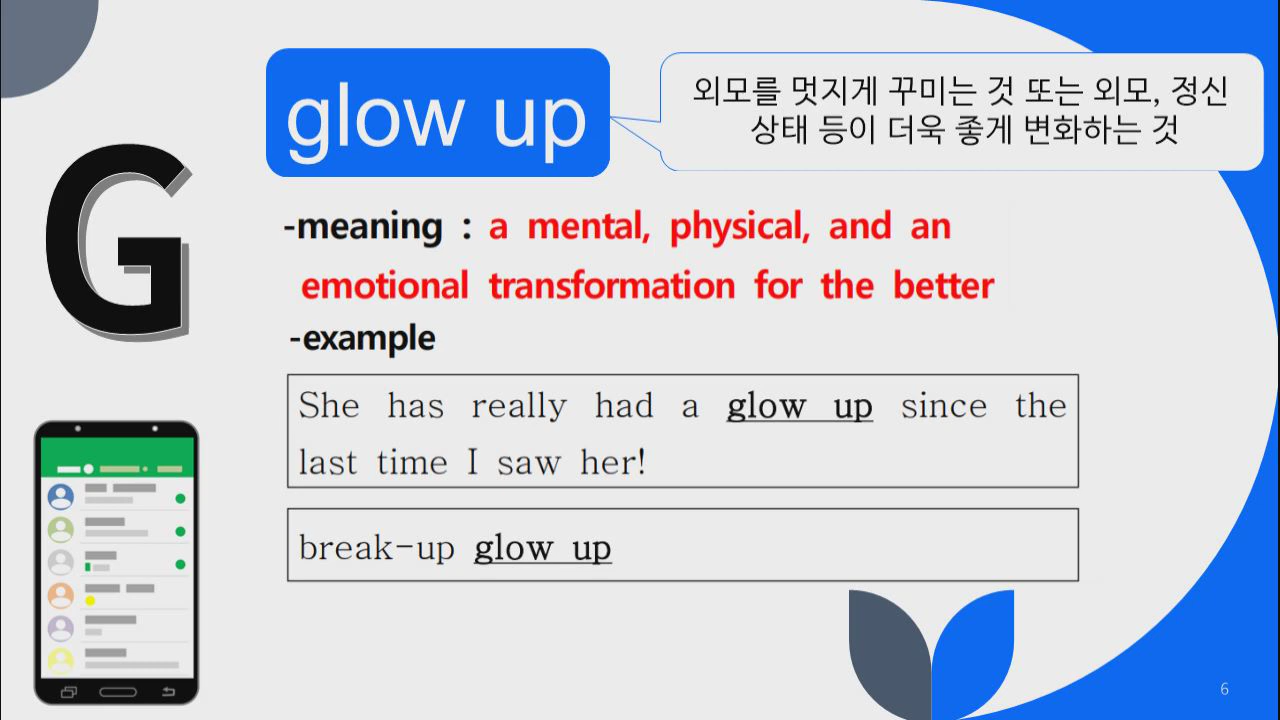 glow up
외모를 멋지게 꾸미는 것 또는 외모, 정신
상태 등이 더욱 좋게 변화하는 것
G
-meaning : a mental, physical, and an
emotional transformation for the better
-example
She has really had a glow up since the
last time I saw her!
break-up glow up
6